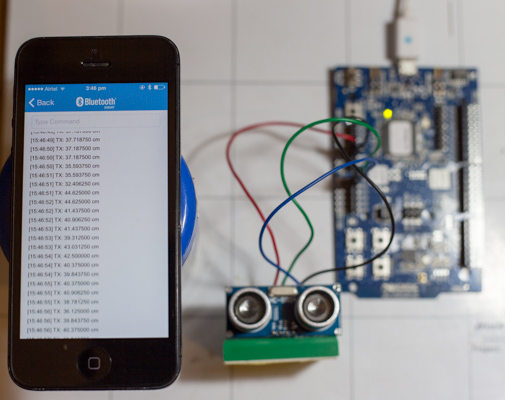 Airtel 3:46 pm
Back Bluetooth SMART
Type Command
[15:46:49] TX: 37.718750 cm
[15:46:50] TX: 37.187500 cm
[15:46:50] TX: 37.187500 cm
[15:46:50] TX: 35.593750 cm
[15:46:51] TX: 35.593750 cm
[15:46:51] TX: 32.406250 cm
[15:46:51] TX: 44.625000 cm
[15:46:52] TX: 44.625000 cm
[15:46:52] TX: 41.437500 cm
[15:46:52] TX: 40.906250 cm
[15:46:53] TX: 41.437500 cm
[15:46:53] TX: 39.312500 cm
[15:46:53] TX: 43.031250 cm
[15:46:54] TX: 42.500000 cm
[15:46:54] TX: 40.375000 cm
[15:46:54] TX: 39.843750 cm
[15:46:55] TX: 40.375000 cm
[15:46:55] TX: 40.906250 cm
[15:46:55] TX: 38.781250 cm
[15:46:56] TX: 36.125000 cm
[15:46:56] TX: 39.843750 cm
[15:46:56] TX: 40.375000 cm